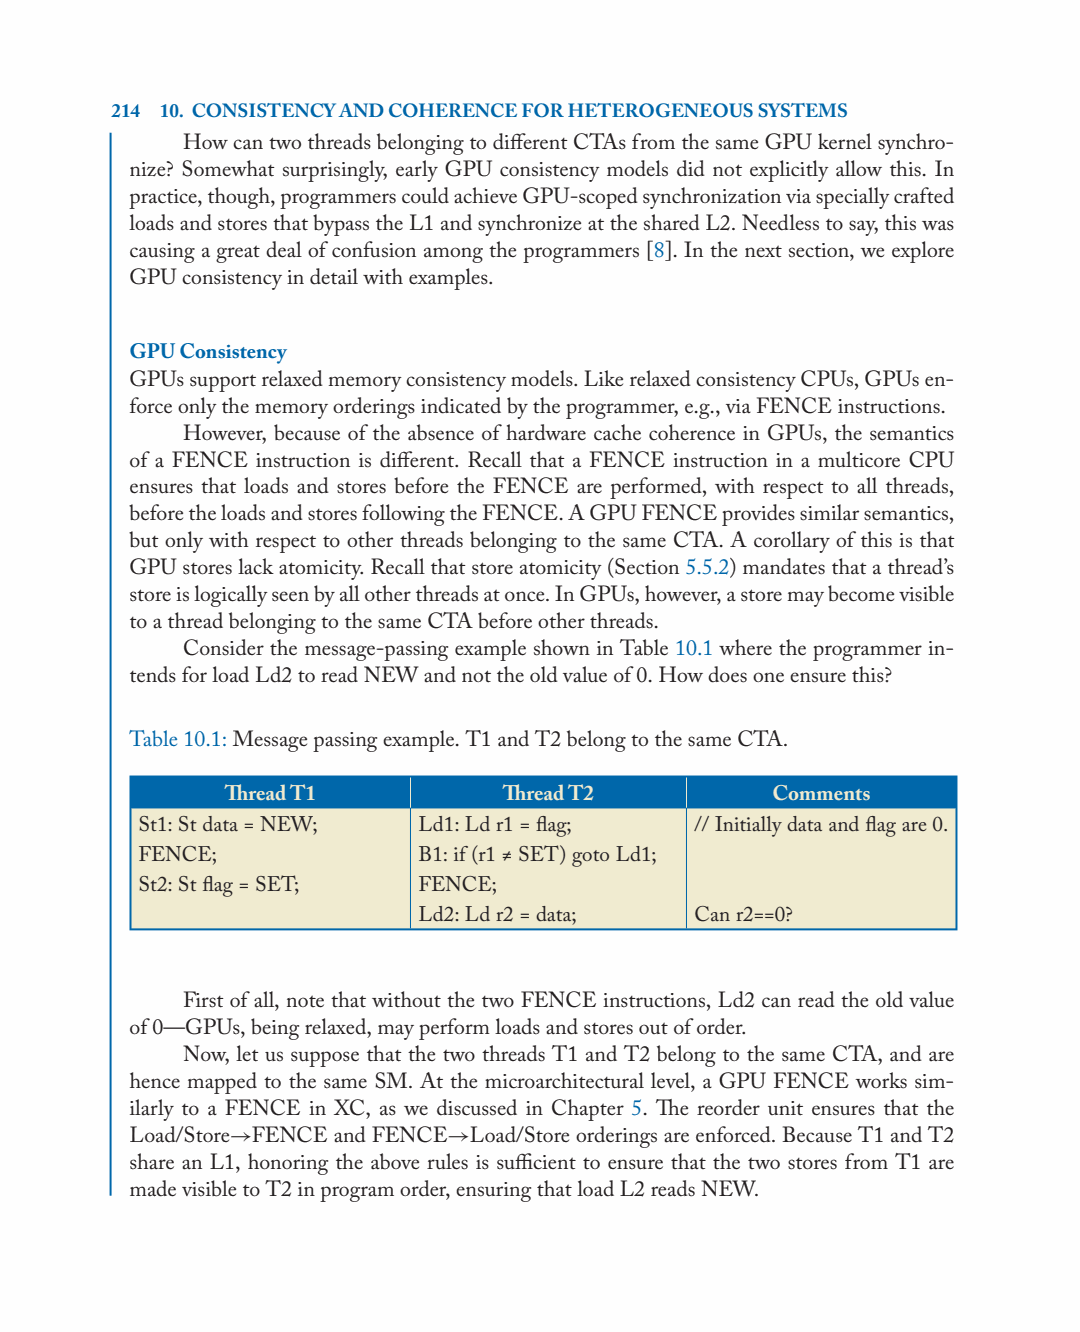 214 10. CONSISTENCY AND COHERENCE FOR HETEROGENEOUS SYSTEMS
How can two threads belonging to different CTAs from the same GPU kernel synchro-
nize? Somewhat surprisingly, early GPU consistency models did not explicitly allow this. In
practice, though, programmers could achieve GPU-scoped synchronization via specially crafted
loads and stores that bypass the L1 and synchronize at the shared L2. Needless to say, this was
causing a great deal of confusion among the programmers [8]. In the next section, we explore
GPU consistency in detail with examples.
GPU Consistency
GPUs support relaxed memory consistency models. Like relaxed consistency CPUs, GPUs en-
force only the memory orderings indicated by the programmer, e.g., via FENCE instructions.
However, because of the absence of hardware cache coherence in GPUs, the semantics
of a FENCE instruction is different. Recall that a FENCE instruction in a multicore CPU
ensures that loads and stores before the FENCE are performed, with respect to all threads,
before the loads and stores following the FENCE. A GPU FENCE provides similar semantics,
but only with respect to other threads belonging to the same CTA. A corollary of this is that
GPU stores lack atomicity. Recall that store atomicity (Section 5.5.2) mandates that a thread's
store is logically seen by all other threads at once. In GPUs, however, a store may become visible
to a thread belonging to the same CTA before other threads.
Consider the message-passing example shown in Table 10.1 where the programmer in-
tends for load Ld2 to read NEW and not the old value of 0. How does one ensure this?
Table 10.1: Message passing example. T1 and T2 belong to the same CTA.
Thread T1 Thread T2 Comments
St1: St data = NEW; Ld1: Ld r1 = flag; // Initially data and flag are 0.
FENCE; B1: if (r1 ≠ SET) goto Ld1;
St2: St flag = SET; FENCE;
Ld2: Ld r2 = data; Can r2==0?
First of all, note that without the two FENCE instructions, Ld2 can read the old value
of 0—GPUs, being relaxed, may perform loads and stores out of order.
Now, let us suppose that the two threads T1 and T2 belong to the same CTA, and are
hence mapped to the same SM. At the microarchitectural level, a GPU FENCE works sim-
ilarly to a FENCE in XC, as we discussed in Chapter 5. The reorder unit ensures that the
Load/Store→FENCE and FENCE→Load/Store orderings are enforced. Because T1 and T2
share an L1, honoring the above rules is sufficient to ensure that the two stores from T1 are
made visible to T2 in program order, ensuring that load L2 reads NEW.